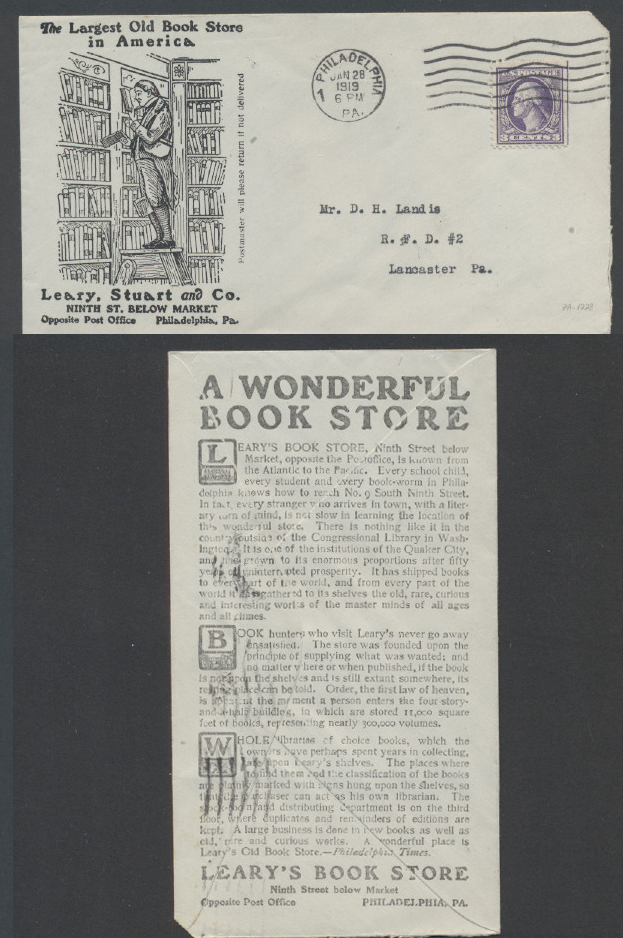 The Largest Old Book Store
in America
Postmaster will please return if not delivered
Leary, Stuart and Co.
NINTH ST. BELOW MARKET
Opposite Post Office Philadelphia, Pa.
PHILADELPHIA
JAN 28
1919
6 PM
PA.
1
U.S. POSTAGE
3 CENTS 3
Mr. D. H. Landis
R. F. D. #2
Lancaster Pa.
PA-1228
A WONDERFUL
BOOK STORE
LEARY'S BOOK STORE, Ninth Street below
Market, opposite the Postoffice, is known from
the Atlantic to the Pacific. Every school child,
every student and every book-worm in Phila-
delphia knows how to reach No. 9 South Ninth Street.
In fact, every stranger who arrives in town, with a liter-
ary turn of mind, is not slow in learning the location of
this wonderful store. There is nothing like it in the
country outside of the Congressional Library in Wash-
ington. It is one of the institutions of the Quaker City,
and has grown to its enormous proportions after fifty
years of uninterrupted prosperity. It has shipped books
to every part of the world, and from every part of the
world it has gathered to its shelves the old, rare, curious
and interesting works of the master minds of all ages
and all climes.
BOOK hunters who visit Leary's never go away
unsatisfied. The store was founded upon the
principle of supplying what was wanted; and
no matter where or when published, if the book
is not upon the shelves and is still extant somewhere, its
resting place can be told. Order, the first law of heaven,
is apparent the moment a person enters the four-story-
and-a-half building, in which are stored 11,000 square
feet of books, representing nearly 300,000 volumes.
WHOLE libraries of choice books, which the
owners have perhaps spent years in collecting,
are upon Leary's shelves. The places where
to find them and the classification of the books
are plainly marked with signs hung upon the shelves, so
that the purchaser can act as his own librarian. The
stock-room and distributing department is on the third
floor, where duplicates and remainders of editions are
kept. A large business is done in new books as well as
old, rare and curious works. A wonderful place is
Leary's Old Book Store.—Philadelphia Times.
LEARY'S BOOK STORE
Ninth Street below Market
Opposite Post Office PHILADELPHIA, PA.